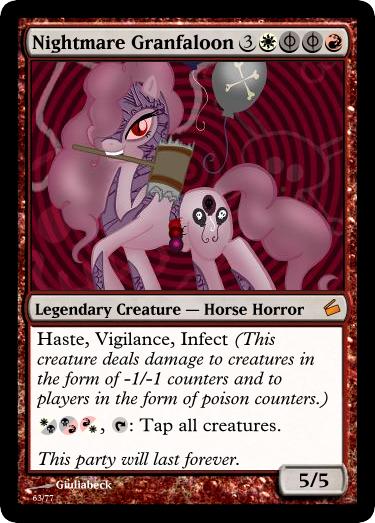 Nightmare Granfaloon 3
Legendary Creature — Horse Horror
Haste, Vigilance, Infect (This
creature deals damage to creatures in
the form of -1/-1 counters and to
players in the form of poison counters.)
, : Tap all creatures.
This party will last forever.
5/5
Giuliabeck
63/77